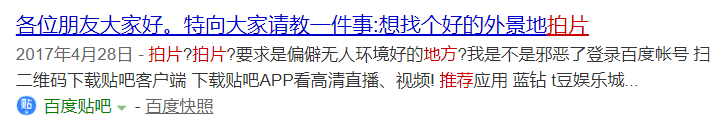 各位朋友大家好。特向大家请教一件事:想找个好的外景地拍片
2017年4月28日 - 拍片?拍片?要求是偏僻无人环境好的地方?我是不是邪恶了登录百度帐号 扫
二维码下载贴吧客户端 下载贴吧APP看高清直播、视频! 推荐应用 蓝钻 t豆娱乐城...
贴 百度贴吧 - 百度快照